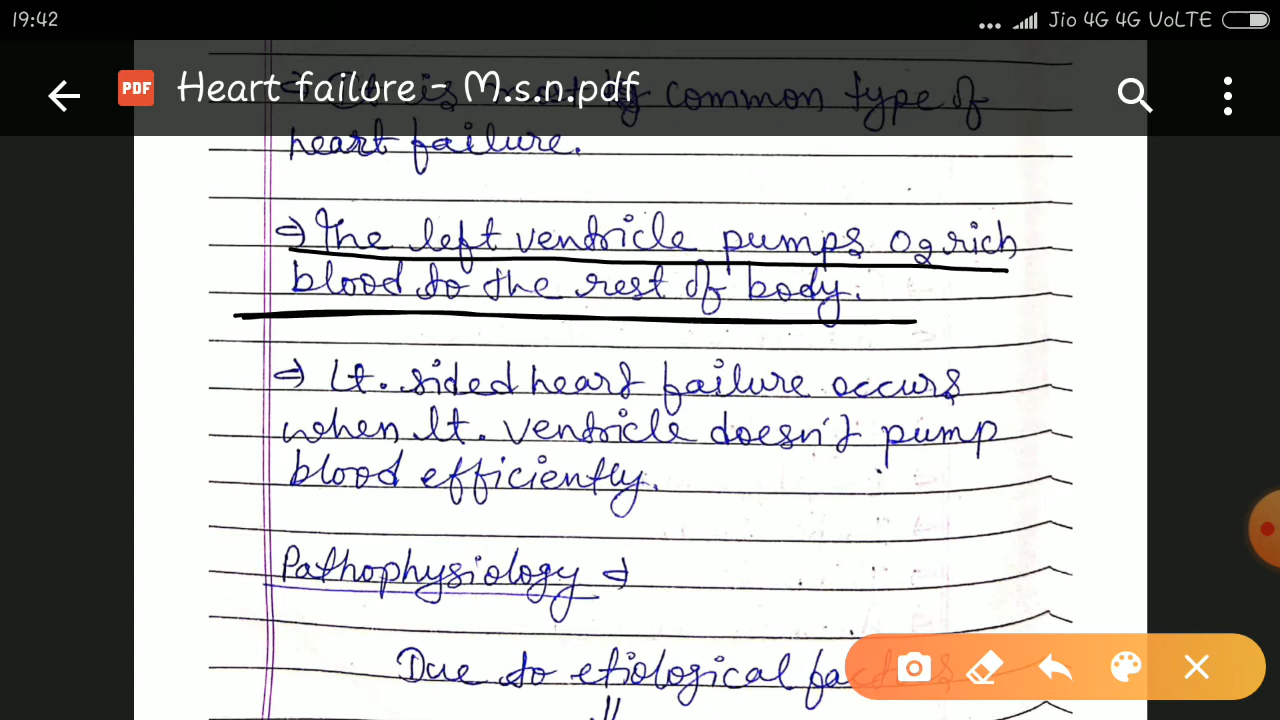 19:42
Jio 4G 4G VoLTE
PDF Heart failure - M.s.n.pdf
common type of
heart failure.
⇒ The left ventricle pumps O2 rich
blood to the rest of body.
⇒ Lt. sided heart failure occurs
when lt. ventricle doesn't pump
blood efficiently.
Pathophysiology ⇒
Due to etiological factors